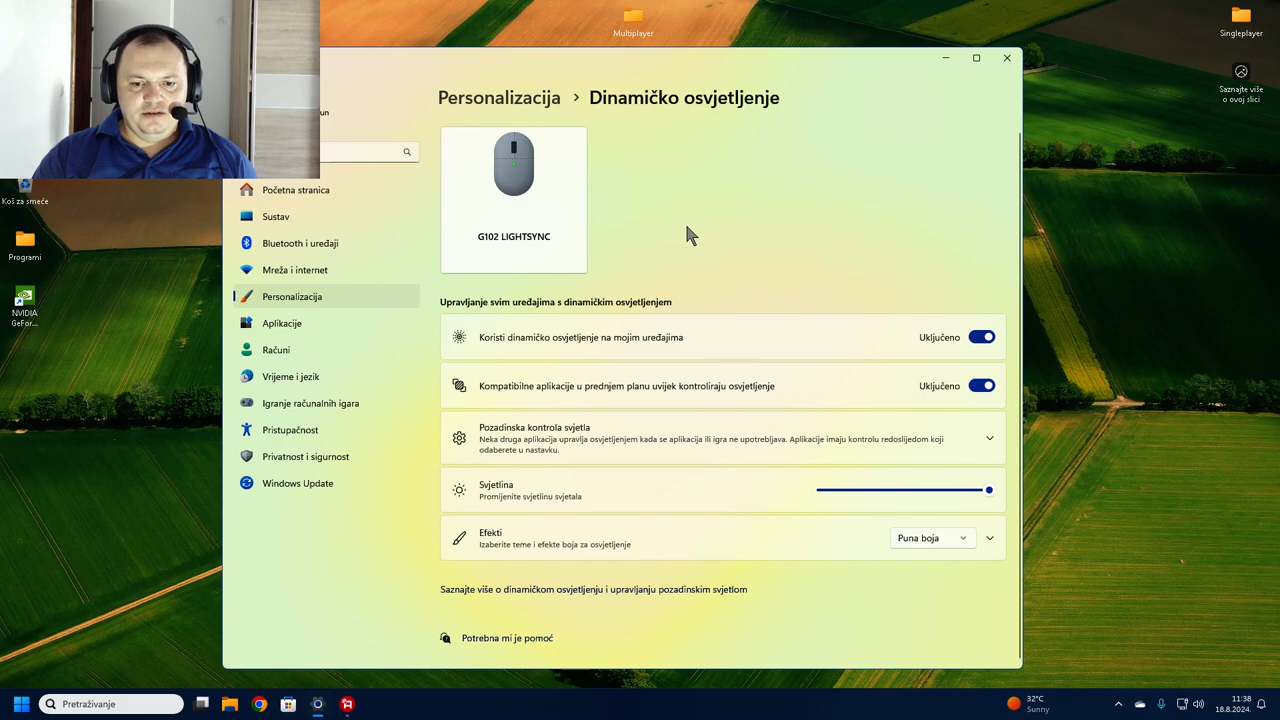 Multiplayer
Singleplayer
Saznajte više
o ovoj slici
Koš za smeće
Programi
NVIDIA
GeFor...
un
Početna stranica
Sustav
Bluetooth i uređaji
Mreža i internet
Personalizacija
Aplikacije
Računi
Vrijeme i jezik
Igranje računalnih igara
Pristupačnost
Privatnost i sigurnost
Windows Update
Personalizacija > Dinamičko osvjetljenje
G102 LIGHTSYNC
Upravljanje svim uređajima s dinamičkim osvjetljenjem
Koristi dinamičko osvjetljenje na mojim uređajima Uključeno
Kompatibilne aplikacije u prednjem planu uvijek kontroliraju osvjetljenje Uključeno
Pozadinska kontrola svjetla
Neka druga aplikacija upravlja osvjetljenjem kada se aplikacija ili igra ne upotrebljava. Aplikacije imaju kontrolu redoslijedom koji
odaberete u nastavku.
Svjetlina
Promijenite svjetlinu svjetala
Efekti
Izaberite teme i efekte boja za osvjetljenje
Puna boja
Saznajte više o dinamičkom osvjetljenju i upravljanju pozadinskim svjetlom
Potrebna mi je pomoć
Pretraživanje
32°C
Sunny
11:38
18.8.2024.